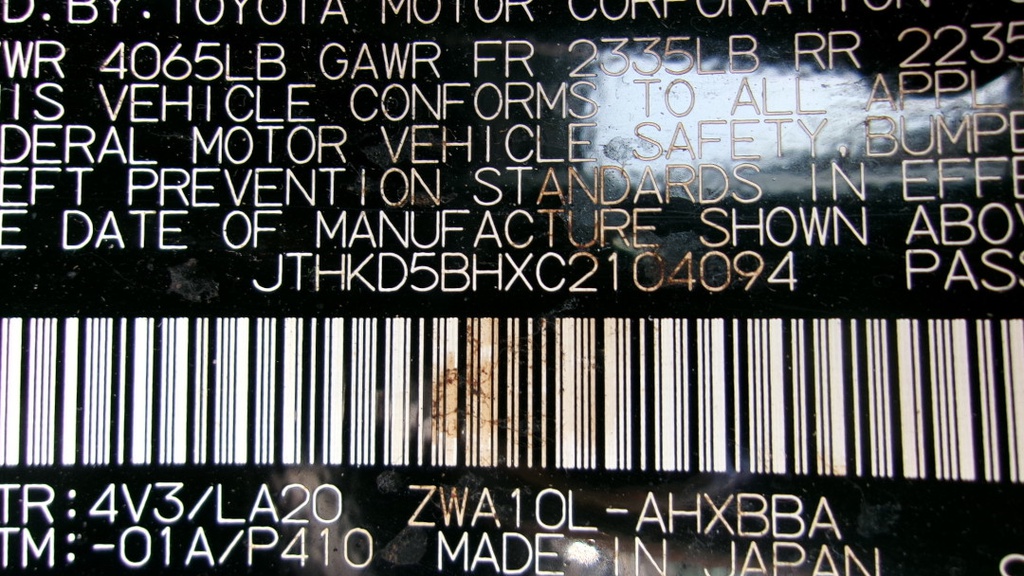 D.BY:TOYOTA MOTOR CORPORATION
WR 4065LB GAWR FR 2335LB RR 2235
IS VEHICLE CONFORMS TO ALL APPL
DERAL MOTOR VEHICLE SAFETY, BUMPE
EFT PREVENTION STANDARDS IN EFFE
E DATE OF MANUFACTURE SHOWN ABOV
JTHKD5BHXC2104094 PASS
TR:4V3/LA20 ZWA10L-AHXBBA
TM:-01A/P410 MADE IN JAPAN